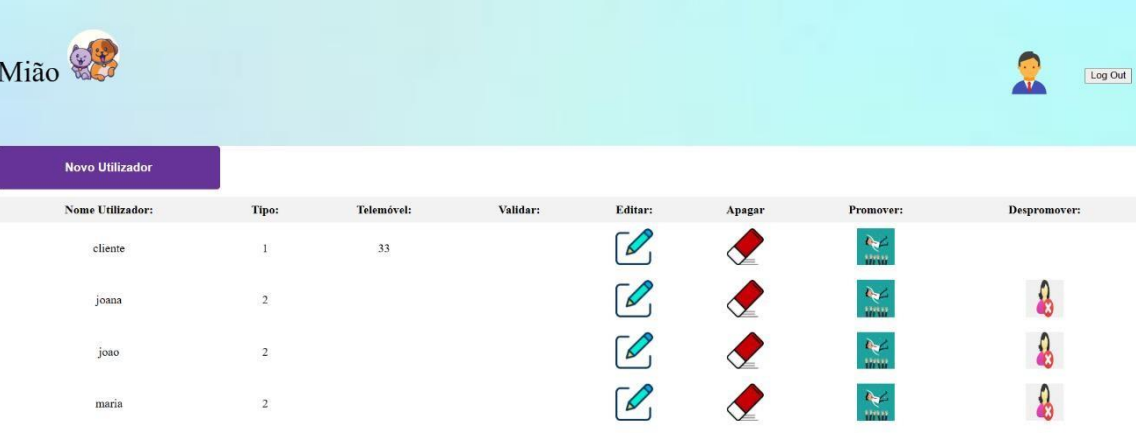 Mião
Log Out
Novo Utilizador
Nome Utilizador: Tipo: Telemóvel: Validar: Editar: Apagar Promover: Despromover:
cliente 1 33
joana 2
joao 2
maria 2